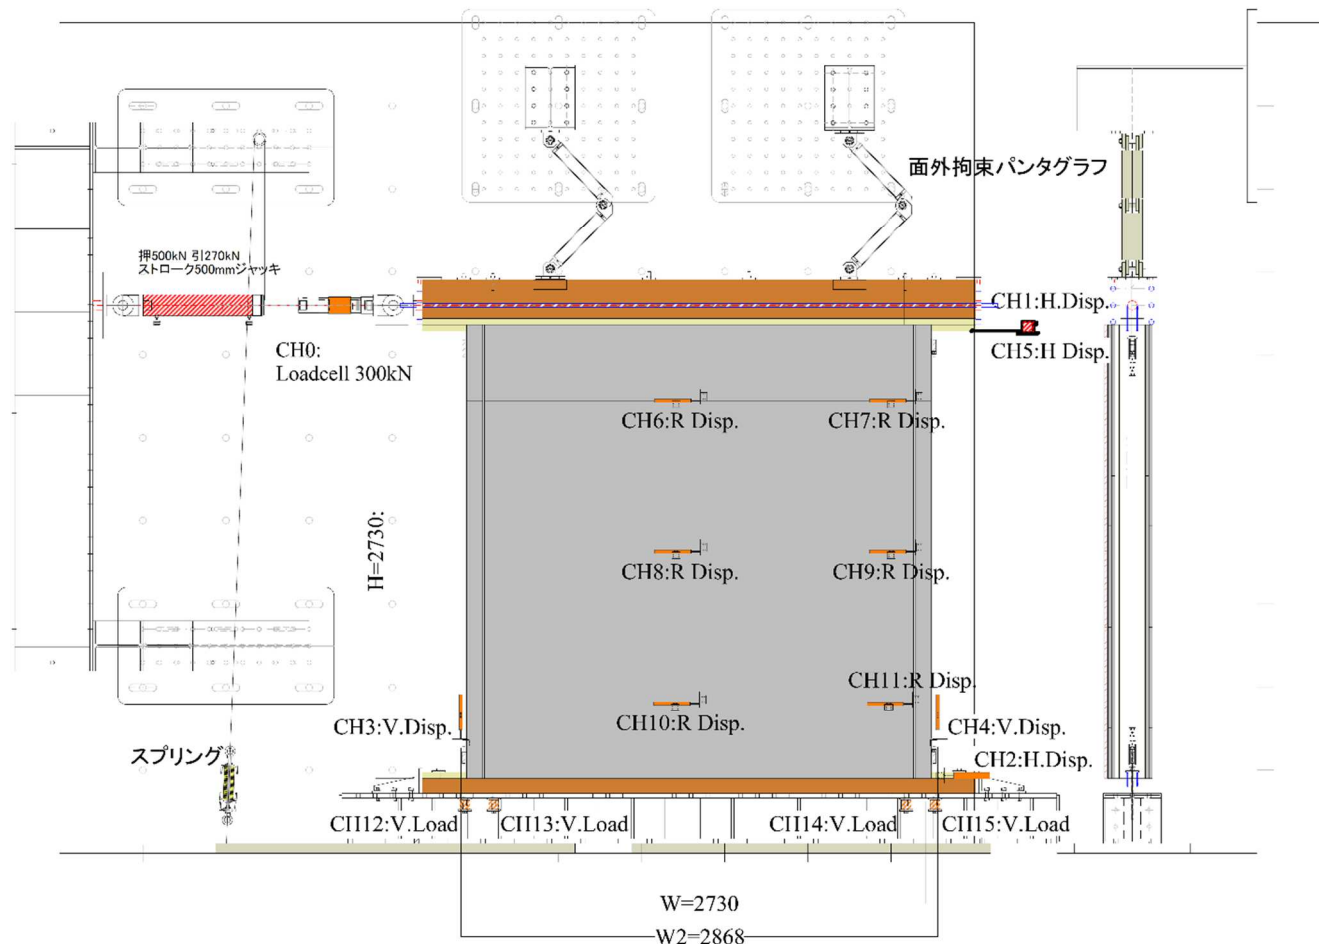 面外拘束パンタグラフ
押500kN 引270kN
ストローク500mmジャッキ
CH1:H.Disp.
CH0:
Loadcell 300kN
CH5:H Disp.
CH6:R Disp.
CH7:R Disp.
H=2730:
CH8:R Disp.
CH9:R Disp.
CH11:R Disp.
CH10:R Disp.
CH3:V.Disp.
CH4:V.Disp.
スプリング
CH2:H.Disp.
CH12:V.Load
CH13:V.Load
CH14:V.Load
CH15:V.Load
W=2730
W2=2868